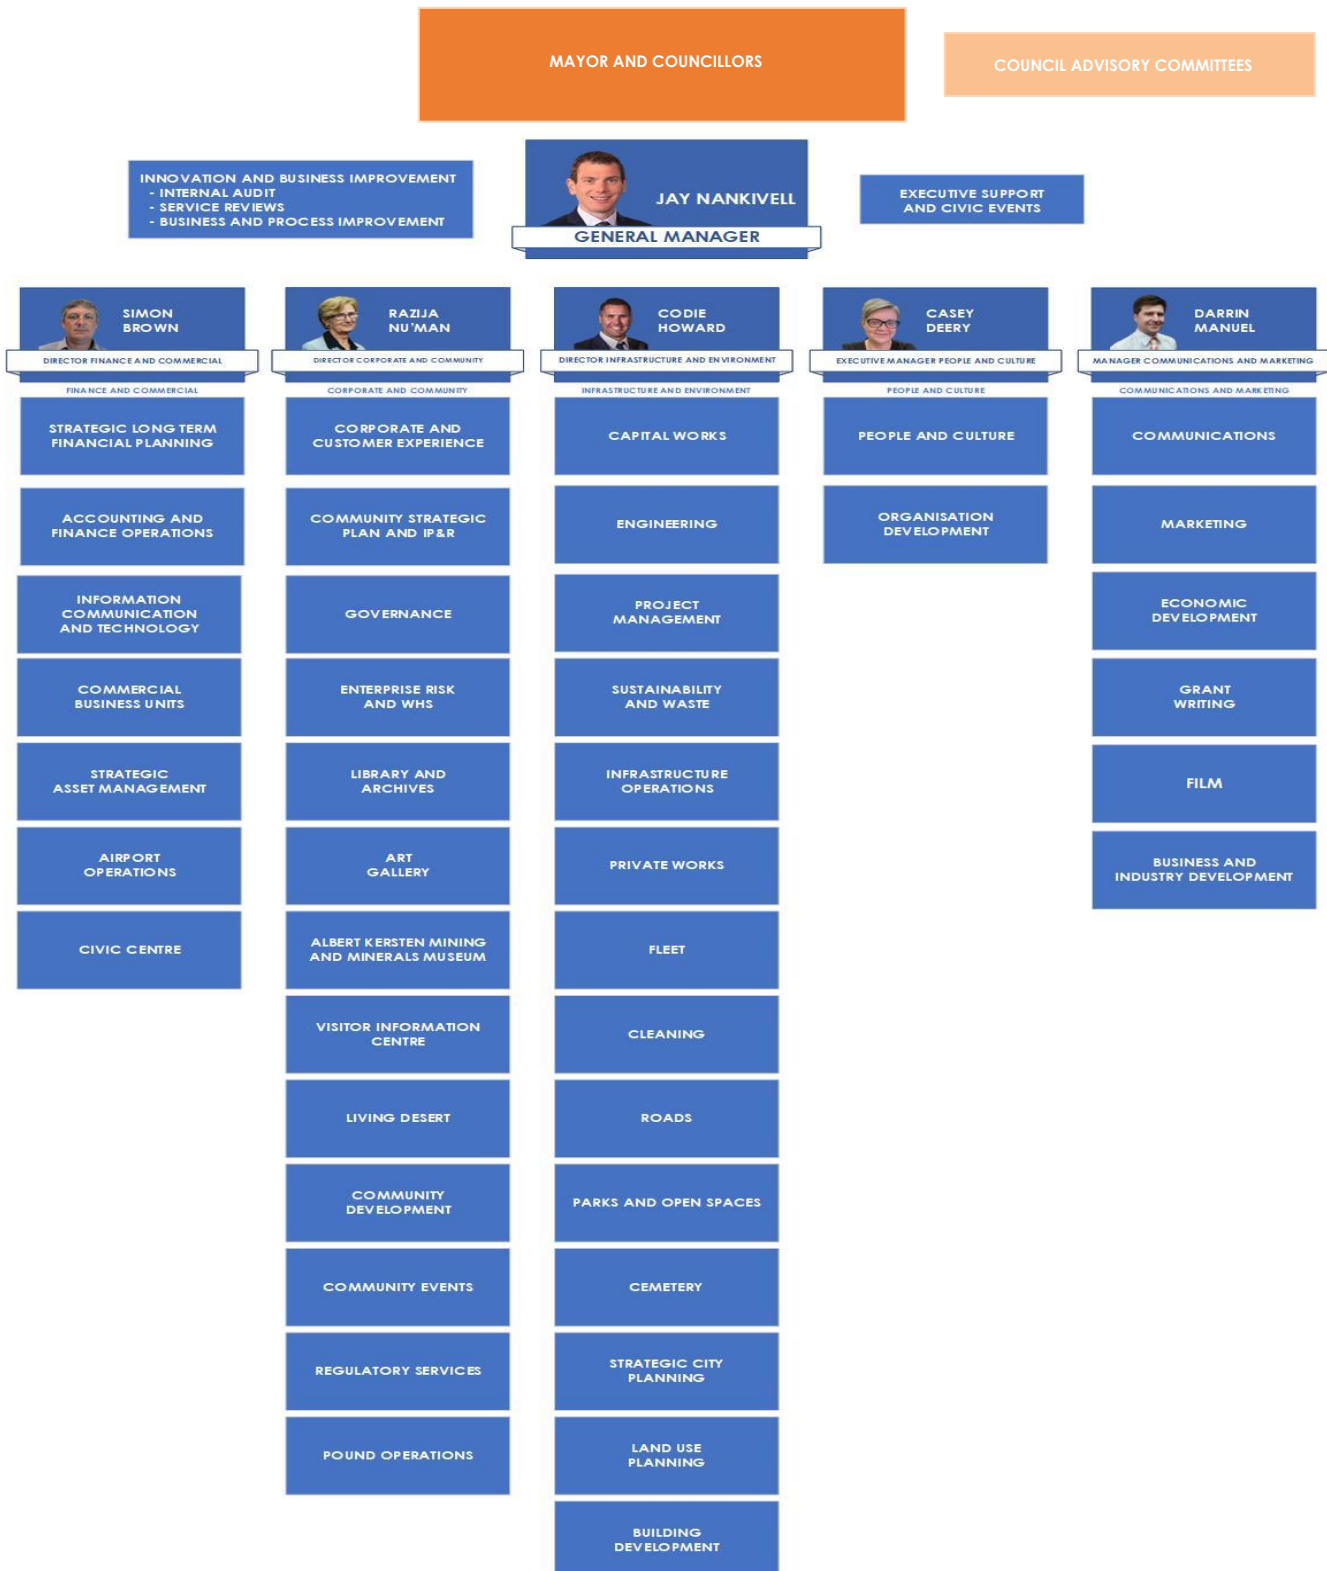 MAYOR AND COUNCILLORS
COUNCIL ADVISORY COMMITTEES
INNOVATION AND BUSINESS IMPROVEMENT
- INTERNAL AUDIT
- SERVICE REVIEWS
- BUSINESS AND PROCESS IMPROVEMENT
JAY NANKIVELL
GENERAL MANAGER
EXECUTIVE SUPPORT
AND CIVIC EVENTS
SIMON
BROWN
DIRECTOR FINANCE AND COMMERCIAL
FINANCE AND COMMERCIAL
STRATEGIC LONG TERM
FINANCIAL PLANNING
ACCOUNTING AND
FINANCE OPERATIONS
INFORMATION
COMMUNICATION
AND TECHNOLOGY
COMMERCIAL
BUSINESS UNITS
STRATEGIC
ASSET MANAGEMENT
AIRPORT
OPERATIONS
CIVIC CENTRE
RAZIJA
NU'MAN
DIRECTOR CORPORATE AND COMMUNITY
CORPORATE AND COMMUNITY
CORPORATE AND
CUSTOMER EXPERIENCE
COMMUNITY STRATEGIC
PLAN AND IP&R
GOVERNANCE
ENTERPRISE RISK
AND WHS
LIBRARY AND
ARCHIVES
ART
GALLERY
ALBERT KERSTEN MINING
AND MINERALS MUSEUM
VISITOR INFORMATION
CENTRE
LIVING DESERT
COMMUNITY
DEVELOPMENT
COMMUNITY EVENTS
REGULATORY SERVICES
POUND OPERATIONS
CODIE
HOWARD
DIRECTOR INFRASTRUCTURE AND ENVIRONMENT
INFRASTRUCTURE AND ENVIRONMENT
CAPITAL WORKS
ENGINEERING
PROJECT
MANAGEMENT
SUSTAINABILITY
AND WASTE
INFRASTRUCTURE
OPERATIONS
PRIVATE WORKS
FLEET
CLEANING
ROADS
PARKS AND OPEN SPACES
CEMETERY
STRATEGIC CITY
PLANNING
LAND USE
PLANNING
BUILDING
DEVELOPMENT
CASEY
DEERY
EXECUTIVE MANAGER PEOPLE AND CULTURE
PEOPLE AND CULTURE
PEOPLE AND CULTURE
ORGANISATION
DEVELOPMENT
DARRIN
MANUEL
MANAGER COMMUNICATIONS AND MARKETING
COMMUNICATIONS AND MARKETING
COMMUNICATIONS
MARKETING
ECONOMIC
DEVELOPMENT
GRANT
WRITING
FILM
BUSINESS AND
INDUSTRY DEVELOPMENT